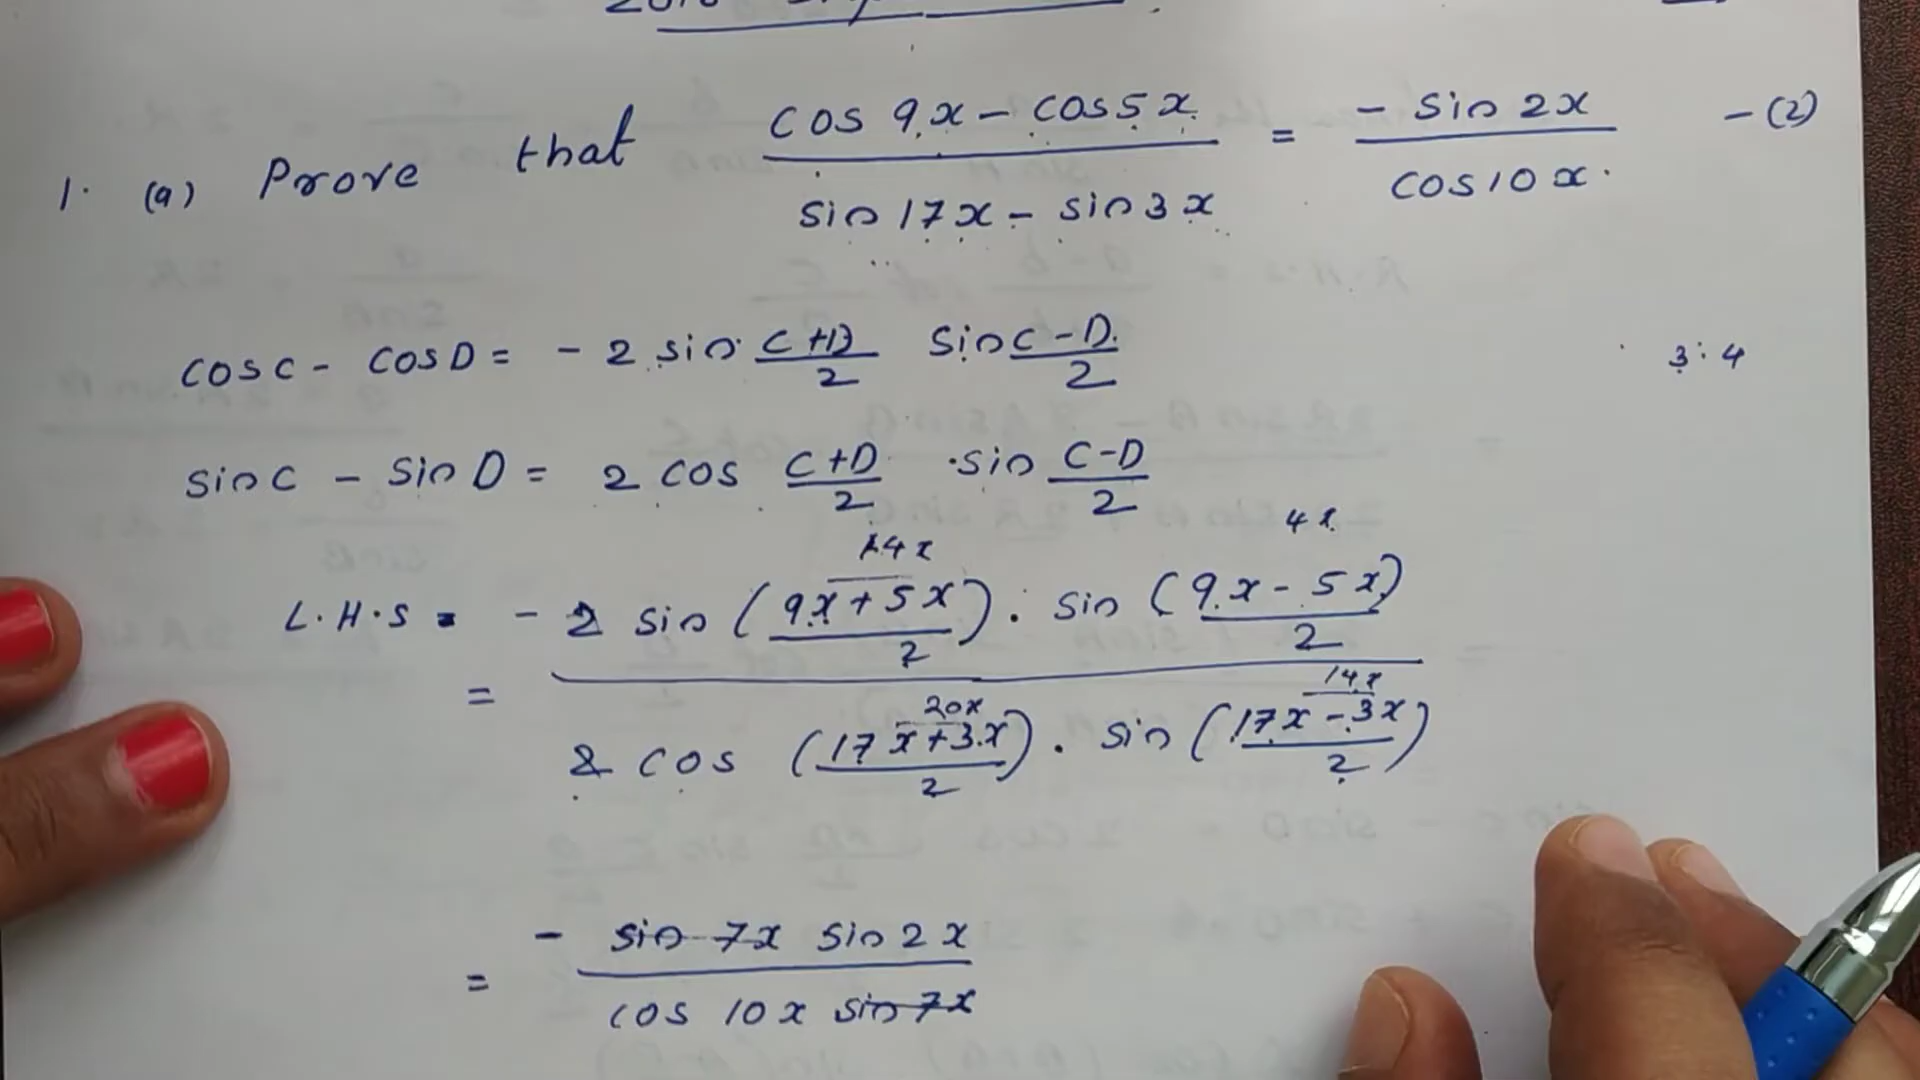 1. (a) Prove that (cos 9x - cos 5x)/(sin 17x - sin 3x) = (- sin 2x)/(cos 10x) - (2)
cos C - cos D = - 2 sin (C+D)/2 sin (C-D)/2
3:4
sin C - sin D = 2 cos (C+D)/2 · sin (C-D)/2
14x 4x
L.H.S = - 2 sin ((9x+5x)/2) · sin ((9x-5x)/2)
=
20x 14x
2 cos ((17x+3x)/2) · sin ((17x-3x)/2)
= - (sin 7x sin 2x)/(cos 10x sin 7x)